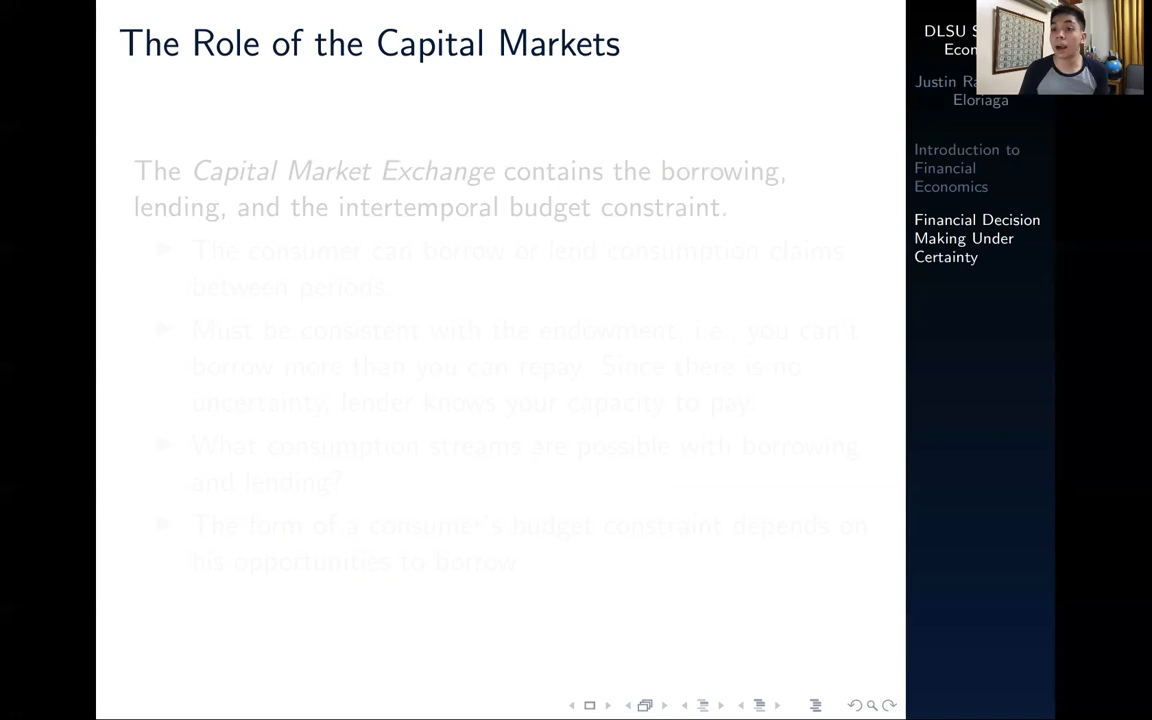 The Role of the Capital Markets
The Capital Market Exchange contains the borrowing,
lending, and the intertemporal budget constraint.
The consumer can borrow or lend consumption claims
between periods
Must be consistent with the endowment, i.e., you can't
borrow more than you can repay. Since there is no
uncertainty, lender knows your capacity to pay
What consumption streams are possible with borrowing
and lending?
The form of a consumer's budget constraint depends on
his opportunities to borrow
DLSU S
Econ
Justin Ra
Eloriaga
Introduction to
Financial
Economics
Financial Decision
Making Under
Certainty